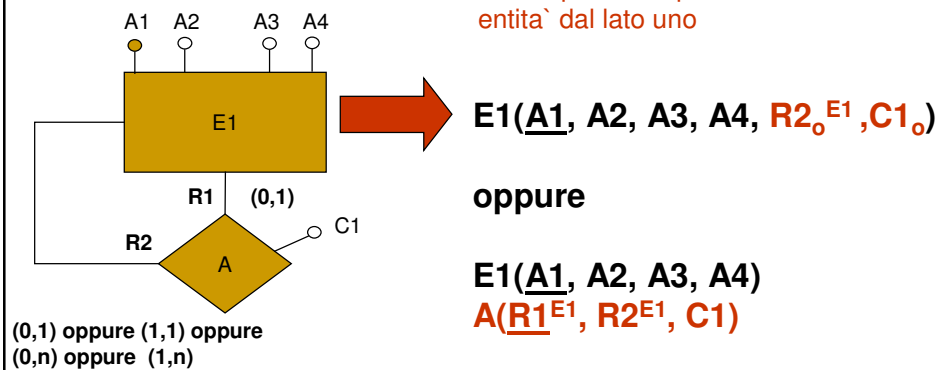 entita` dal lato uno
A1 A2 A3 A4
E1
E1(A1, A2, A3, A4, R2oE1 ,C1o)
R1 (0,1)
oppure
C1
R2
A
E1(A1, A2, A3, A4)
A(R1E1, R2E1, C1)
(0,1) oppure (1,1) oppure
(0,n) oppure (1,n)